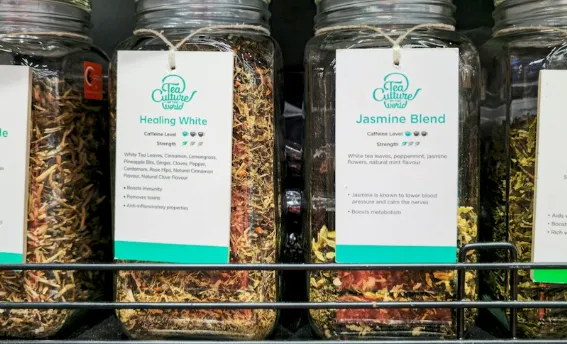 Tea
Culture
of the
World
Healing White
Caffeine Level
Strength
White Tea Leaves, Cinnamon, Lemongrass,
Pineapple Bits, Ginger, Cloves, Pepper,
Cardamom, Rose Hips, Natural Cinnamon
Flavour, Natural Clove Flavour
• Boosts immunity
• Removes toxins
• Anti-inflammatory properties
Tea
Culture
of the
World
Jasmine Blend
Caffeine Level
Strength
White tea leaves, peppermint, jasmine
flowers, natural mint flavour
• Jasmine is known to lower blood
pressure and calm the nerves
• Boosts metabolism
• Aids
• Boost
• Rich